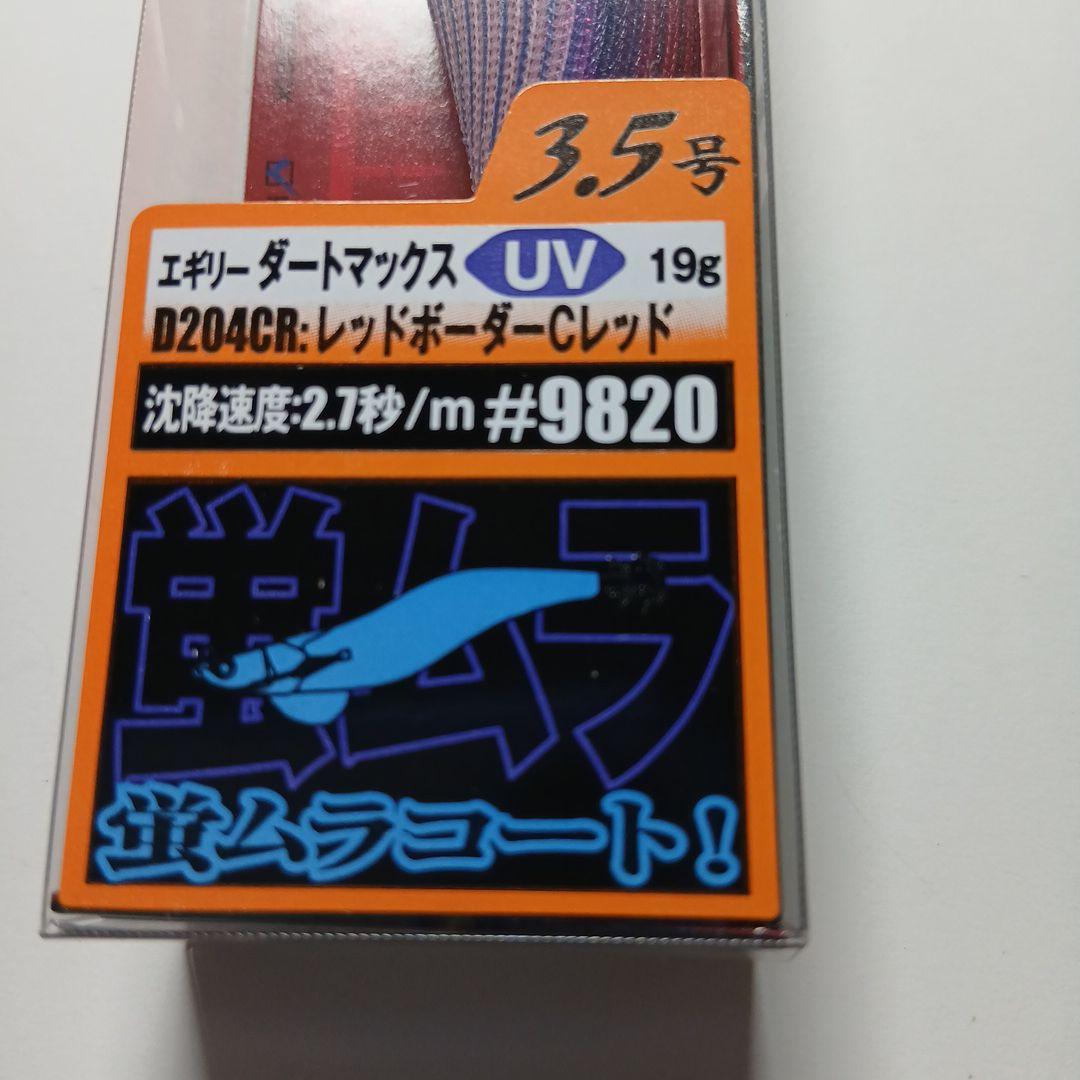 3.5号
エギリー ダートマックス UV 19g
D204CR:レッドボーダーCレッド
沈降速度:2.7秒/m #9820
蛍ムラ
蛍ムラコート!